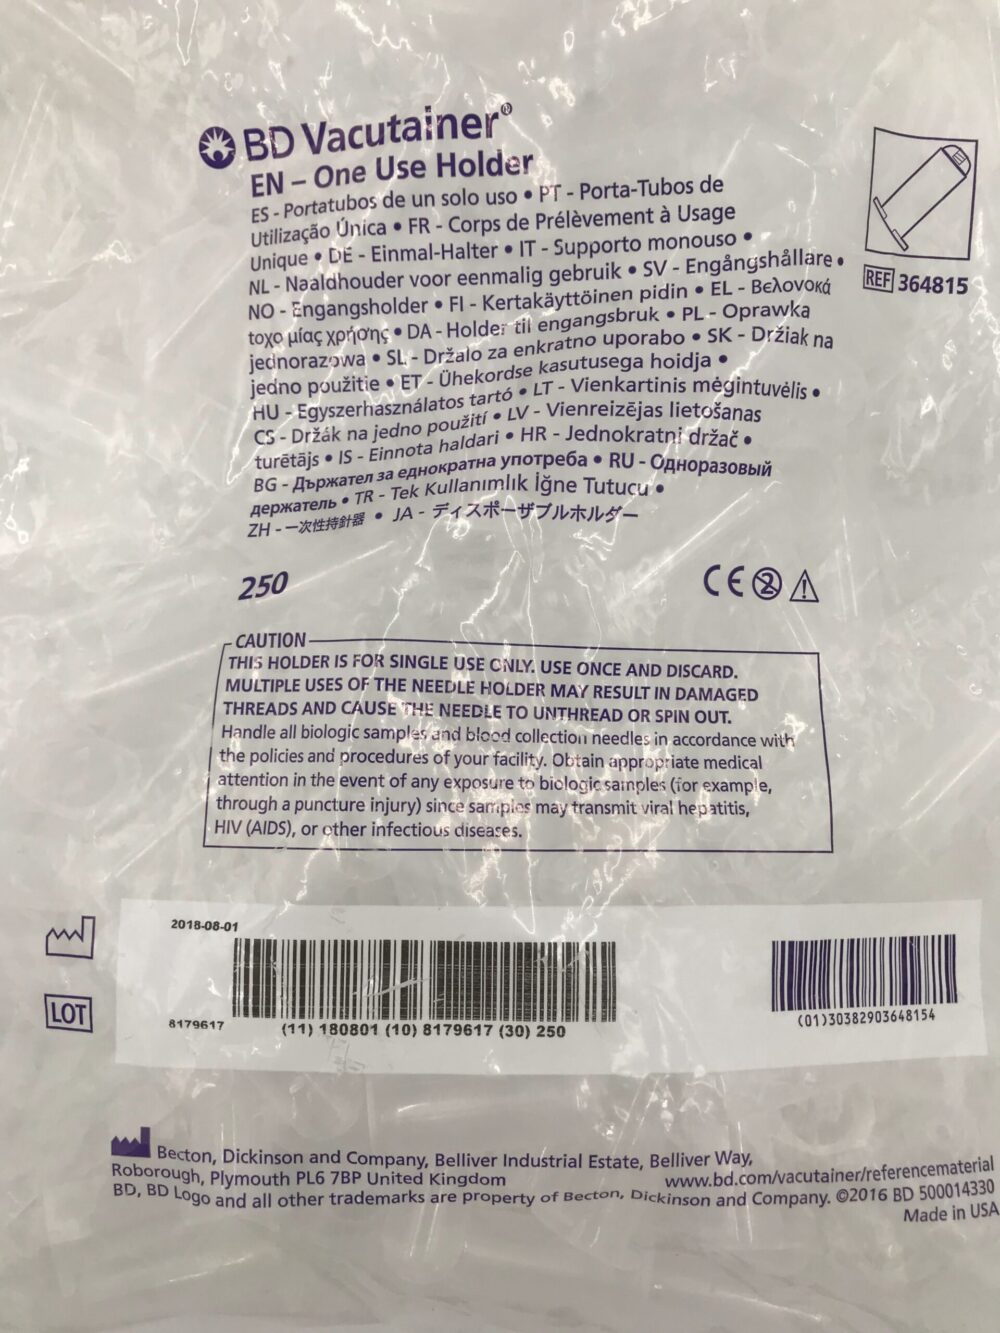 BD Vacutainer®
EN – One Use Holder
ES - Portatubos de un solo uso • PT - Porta-Tubos de
Utilização Única • FR - Corps de Prélèvement à Usage
Unique • DE - Einmal-Halter • IT - Supporto monouso •
NL - Naaldhouder voor eenmalig gebruik • SV - Engångshållare •
NO - Engangsholder • FI - Kertakäyttöinen pidin • EL - Βελονοκά
τοχο μίας χρήσης • DA - Holder til engangsbruk • PL - Oprawka
jednorazowa • SL - Držalo za enkratno uporabo • SK - Držiak na
jedno použitie • ET - Ühekordse kasutusega hoidja •
HU - Egyszerhasználatos tartó • LT - Vienkartinis mėgintuvėlis •
CS - Držák na jedno použití • LV - Vienreizējas lietošanas
turētājs • IS - Einnota haldari • HR - Jednokratni držač •
BG - Държател за еднократна употреба • RU - Одноразовый
держатель • TR - Tek Kullanımlık İğne Tutucu •
ZH - 一次性持針器 • JA - ディスポーザブルホルダー
REF 364815
250
CE 2
CAUTION
THIS HOLDER IS FOR SINGLE USE ONLY. USE ONCE AND DISCARD.
MULTIPLE USES OF THE NEEDLE HOLDER MAY RESULT IN DAMAGED
THREADS AND CAUSE THE NEEDLE TO UNTHREAD OR SPIN OUT.
Handle all biologic samples and blood collection needles in accordance with
the policies and procedures of your facility. Obtain appropriate medical
attention in the event of any exposure to biologic samples (for example,
through a puncture injury) since samples may transmit viral hepatitis,
HIV (AIDS), or other infectious diseases.
2018-08-01
LOT
8179617
(11) 180801 (10) 8179617 (30) 250
(01)30382903648154
Becton, Dickinson and Company, Belliver Industrial Estate, Belliver Way,
Roborough, Plymouth PL6 7BP United Kingdom
www.bd.com/vacutainer/referencematerial
BD, BD Logo and all other trademarks are property of Becton, Dickinson and Company. ©2016 BD 500014330
Made in USA